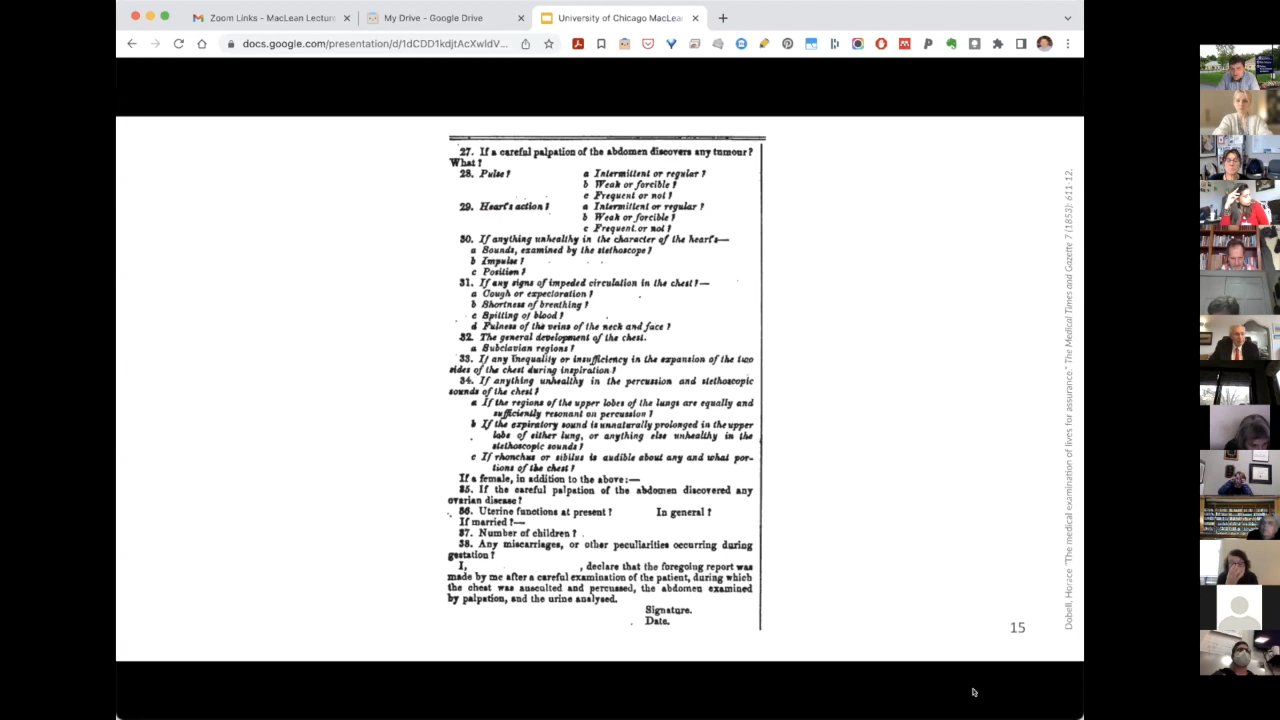 Zoom Links - MacLean Lectur
My Drive - Google Drive
University of Chicago MacLea
docs.google.com/presentation/d/1dCDD1kdjtAcXwldV...
27. If a careful palpation of the abdomen discovers any tumour?
What?
28. Pulse? a Intermittent or regular?
b Weak or forcible?
c Frequent or not?
29. Heart's action? a Intermittent or regular?
b Weak or forcible?
c Frequent or not?
30. If anything unhealthy in the character of the heart's—
a Sounds, examined by the stethoscope?
b Impulse?
c Position?
31. If any signs of impeded circulation in the chest?—
a Cough or expectoration?
b Shortness of breathing?
c Spitting of blood?
d Fulness of the veins of the neck and face?
32. The general development of the chest.
a Subclavian regions?
33. If any inequality or insufficiency in the expansion of the two
sides of the chest during inspiration?
34. If anything unhealthy in the percussion and stethoscopic
sounds of the chest?
a If the regions of the upper lobes of the lungs are equally and
sufficiently resonant on percussion?
b If the expiratory sound is unnaturally prolonged in the upper
lobe of either lung, or anything else unhealthy in the
stethoscopic sounds?
c If rhonchus or sibilus is audible about any and what por-
tions of the chest?
If a female, in addition to the above:—
35. If the careful palpation of the abdomen discovered any
ovarian disease?
36. Uterine functions at present? In general?
If married?—
37. Number of children?
38. Any miscarriages, or other peculiarities occurring during
gestation?
I, , declare that the foregoing report was
made by me after a careful examination of the patient, during which
the chest was ausculted and percussed, the abdomen examined
by palpation, and the urine analysed.
Signature.
Date.
15
Dobell, Horace "The medical examination of lives for assurance." The Medical Times and Gazette 7 (1853): 611-12.